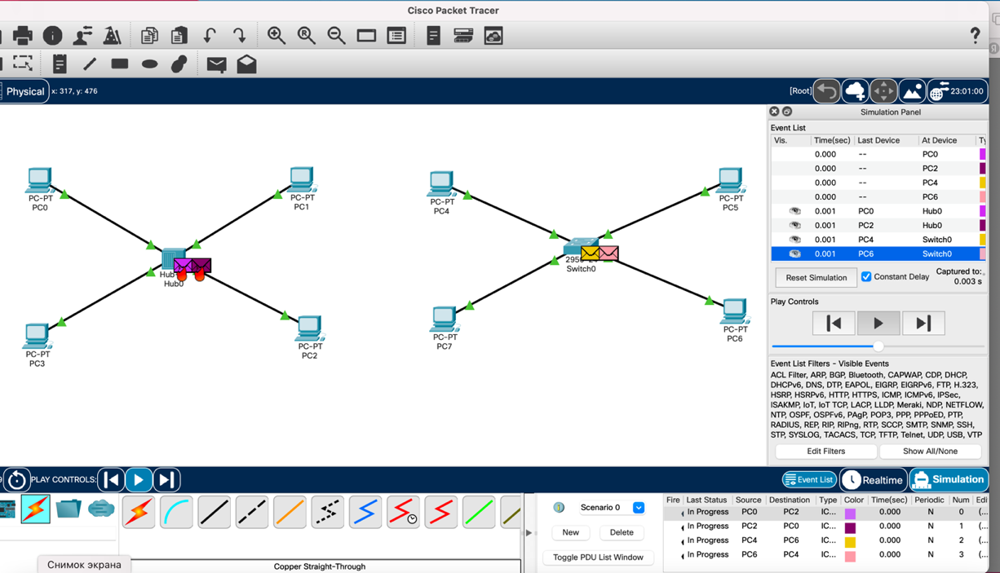 Cisco Packet Tracer
Physical x: 317, y: 476
[Root]
23:01:00
PC-PT
PC0
PC-PT
PC1
Hub-
Hub0
PC-PT
PC3
PC-PT
PC2
PC-PT
PC4
PC-PT
PC5
Switch0
PC-PT
PC7
PC-PT
PC6
Simulation Panel
Event List
Vis. Time(sec) Last Device At Device Ty
0.000 -- PC0
0.000 -- PC2
0.000 -- PC4
0.000 -- PC6
0.001 PC0 Hub0
0.001 PC2 Hub0
0.001 PC4 Switch0
0.001 PC6 Switch0
Reset Simulation Constant Delay Captured to:
0.003 s
Play Controls
Event List Filters - Visible Events
ACL Filter, ARP, BGP, Bluetooth, CAPWAP, CDP, DHCP,
DHCPv6, DNS, DTP, EAPOL, EIGRP, EIGRPv6, FTP, H.323,
HSRP, HSRPv6, HTTP, HTTPS, ICMP, ICMPv6, IPSec,
ISAKMP, IoT, IoT TCP, LACP, LLDP, Meraki, NDP, NETFLOW,
NTP, OSPF, OSPFv6, PAgP, POP3, PPP, PPPoED, PTP,
RADIUS, REP, RIP, RIPng, RTP, SCCP, SMTP, SNMP, SSH,
STP, SYSLOG, TACACS, TCP, TFTP, Telnet, UDP, USB, VTP
Edit Filters Show All/None
PLAY CONTROLS:
Event List Realtime Simulation
Scenario 0
New Delete
Toggle PDU List Window
Fire Last Status Source Destination Type Color Time(sec) Periodic Num Edi
In Progress PC0 PC2 IC... 0.000 N 0 (...
In Progress PC2 PC0 IC... 0.000 N 1 (...
In Progress PC4 PC6 IC... 0.000 N 2 (...
In Progress PC6 PC4 IC... 0.000 N 3 (...
Снимок экрана
Copper Straight-Through